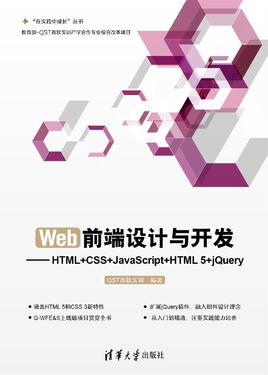 “在实践中成长”丛书
教育部-QST青软实训产学合作专业综合改革项目
Web前端设计与开发
——HTML+CSS+JavaScript+HTML 5+jQuery
QST青软实训 编著
涵盖HTML 5和CSS 3新特性
扩展jQuery插件，融入组件设计理念
Q-WFE&S上线级项目贯穿全书
从入门到精通，注重实践能力培养
清华大学出版社